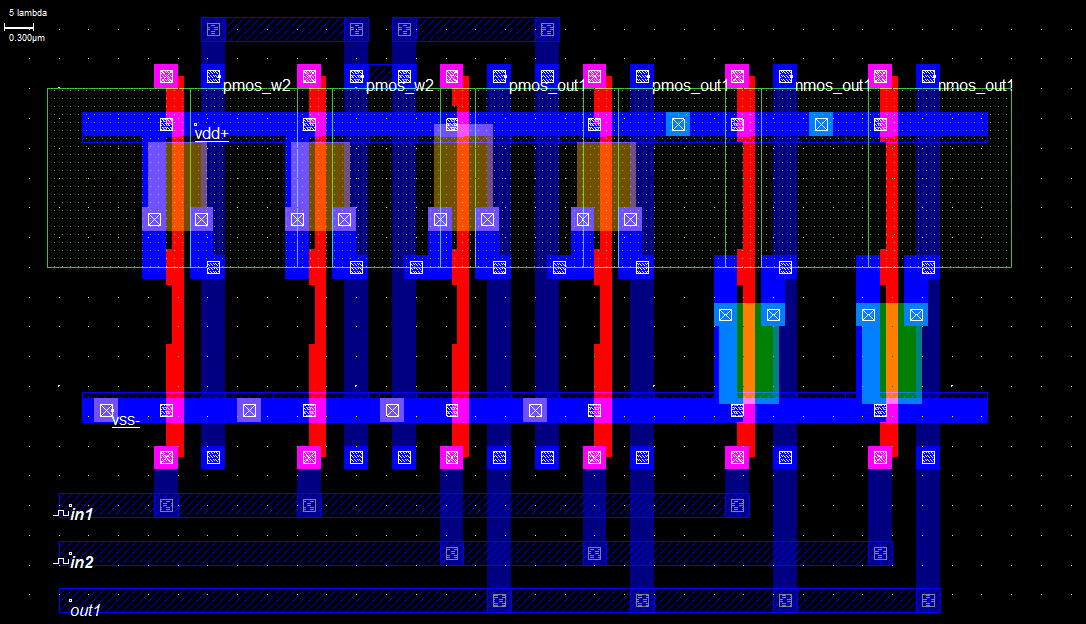 5 lambda
0.300µm
pmos_w2
pmos_w2
pmos_out1
pmos_out1
nmos_out1
nmos_out1
vdd+
vss-
in1
in2
out1